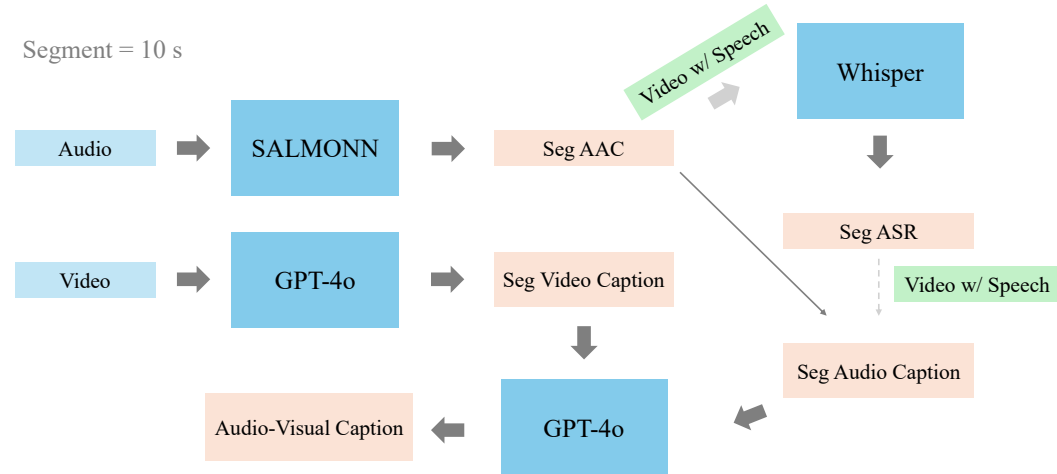 Segment = 10 s
Video w/ Speech
Whisper
Audio
SALMONN
Seg AAC
Seg ASR
Video
GPT-4o
Seg Video Caption
Video w/ Speech
Seg Audio Caption
Audio-Visual Caption
GPT-4o